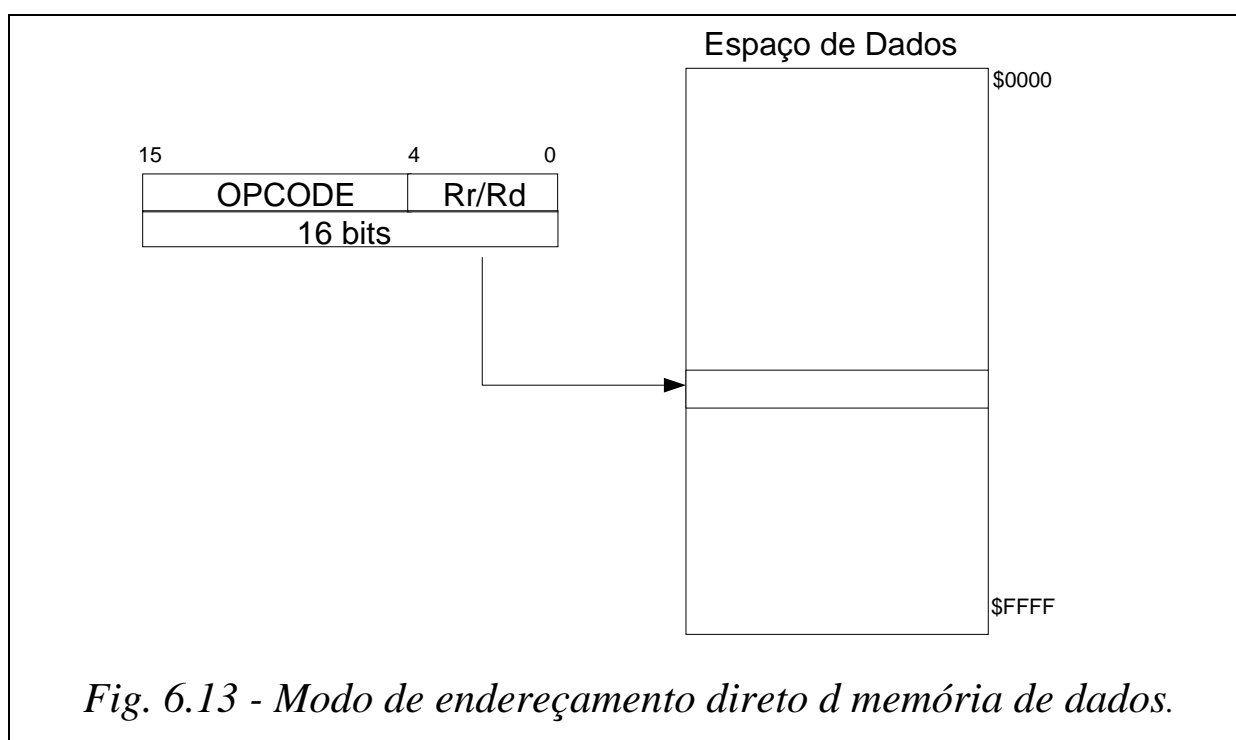 Espaço de Dados
$0000
15 4 0
OPCODE Rr/Rd
16 bits
$FFFF
Fig. 6.13 - Modo de endereçamento direto d memória de dados.